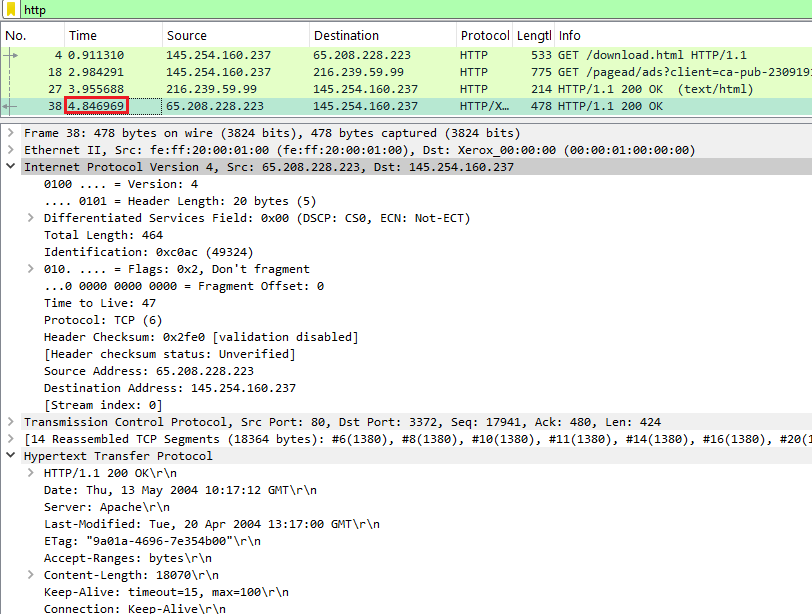 http
No. Time Source Destination Protocol Lengtl Info
4 0.911310 145.254.160.237 65.208.228.223 HTTP 533 GET /download.html HTTP/1.1
18 2.984291 145.254.160.237 216.239.59.99 HTTP 775 GET /pagead/ads?client=ca-pub-230919
27 3.955688 216.239.59.99 145.254.160.237 HTTP 214 HTTP/1.1 200 OK (text/html)
38 4.846969 65.208.228.223 145.254.160.237 HTTP/X… 478 HTTP/1.1 200 OK
Frame 38: 478 bytes on wire (3824 bits), 478 bytes captured (3824 bits)
Ethernet II, Src: fe:ff:20:00:01:00 (fe:ff:20:00:01:00), Dst: Xerox_00:00:00 (00:00:01:00:00:00)
Internet Protocol Version 4, Src: 65.208.228.223, Dst: 145.254.160.237
0100 .... = Version: 4
.... 0101 = Header Length: 20 bytes (5)
Differentiated Services Field: 0x00 (DSCP: CS0, ECN: Not-ECT)
Total Length: 464
Identification: 0xc0ac (49324)
010. .... = Flags: 0x2, Don't fragment
...0 0000 0000 0000 = Fragment Offset: 0
Time to Live: 47
Protocol: TCP (6)
Header Checksum: 0x2fe0 [validation disabled]
[Header checksum status: Unverified]
Source Address: 65.208.228.223
Destination Address: 145.254.160.237
[Stream index: 0]
Transmission Control Protocol, Src Port: 80, Dst Port: 3372, Seq: 17941, Ack: 480, Len: 424
[14 Reassembled TCP Segments (18364 bytes): #6(1380), #8(1380), #10(1380), #11(1380), #14(1380), #16(1380), #20(1
Hypertext Transfer Protocol
HTTP/1.1 200 OK\r\n
Date: Thu, 13 May 2004 10:17:12 GMT\r\n
Server: Apache\r\n
Last-Modified: Tue, 20 Apr 2004 13:17:00 GMT\r\n
ETag: "9a01a-4696-7e354b00"\r\n
Accept-Ranges: bytes\r\n
Content-Length: 18070\r\n
Keep-Alive: timeout=15, max=100\r\n
Connection: Keep-Alive\r\n